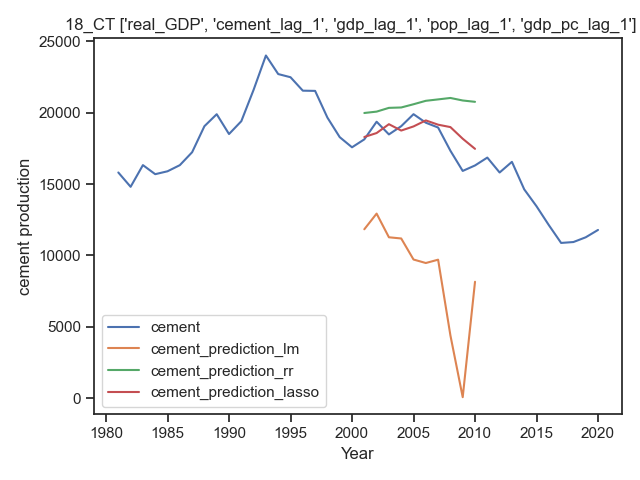 18_CT ['real_GDP', 'cement_lag_1', 'gdp_lag_1', 'pop_lag_1', 'gdp_pc_lag_1']
25000
20000
15000
10000
5000
0
cement production
cement
cement_prediction_lm
cement_prediction_rr
cement_prediction_lasso
1980 1985 1990 1995 2000 2005 2010 2015 2020
Year